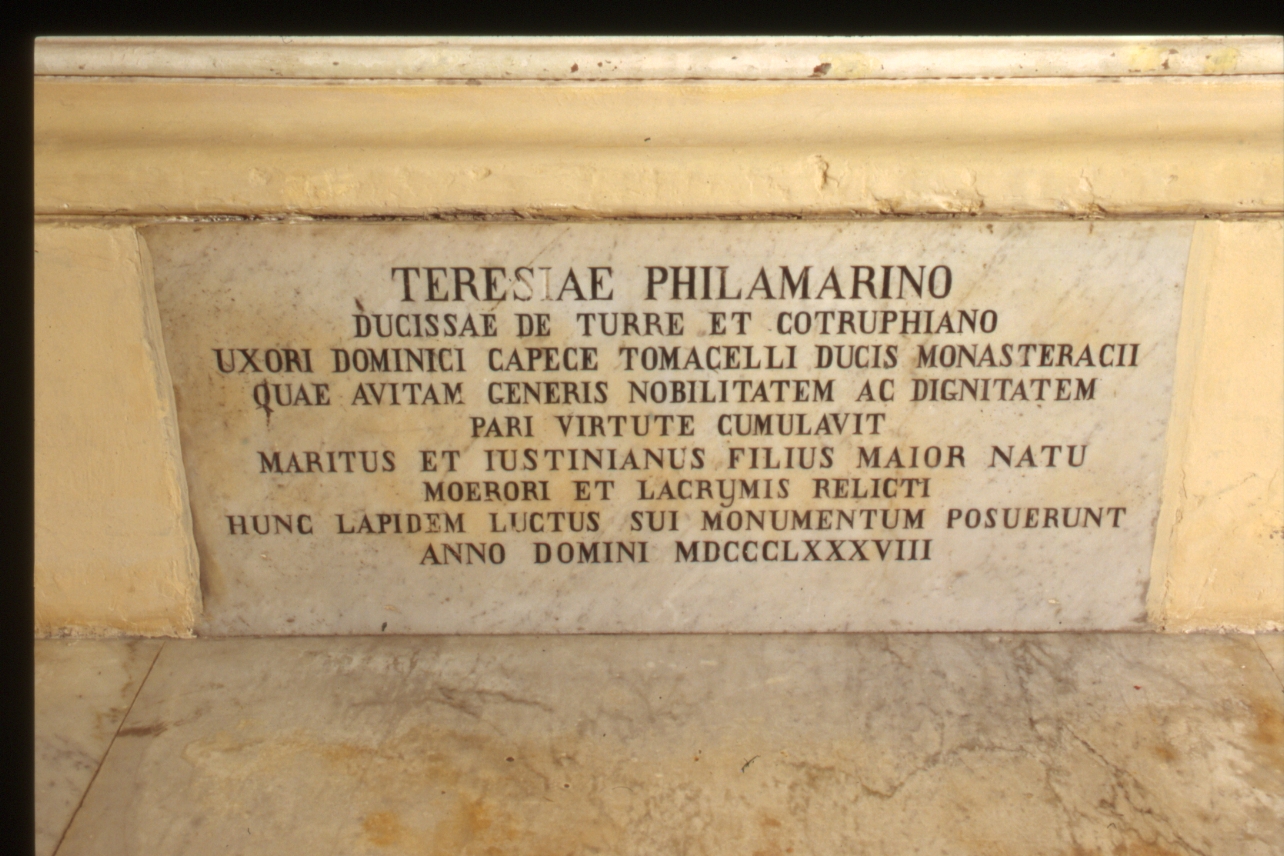 TERESIAE PHILAMARINO
DUCISSAE DE TURRE ET COTRUPHIANO
UXORI DOMINICI CAPECE TOMACELLI DUCIS MONASTERACII
QUAE AVITAM GENERIS NOBILITATEM AC DIGNITATEM
PARI VIRTUTE CUMULAVIT
MARITUS ET IUSTINIANUS FILIUS MAIOR NATU
MOERORI ET LACRYMIS RELICTI
HUNC LAPIDEM LUCTUS SUI MONUMENTUM POSUERUNT
ANNO DOMINI MDCCCLXXXVIII